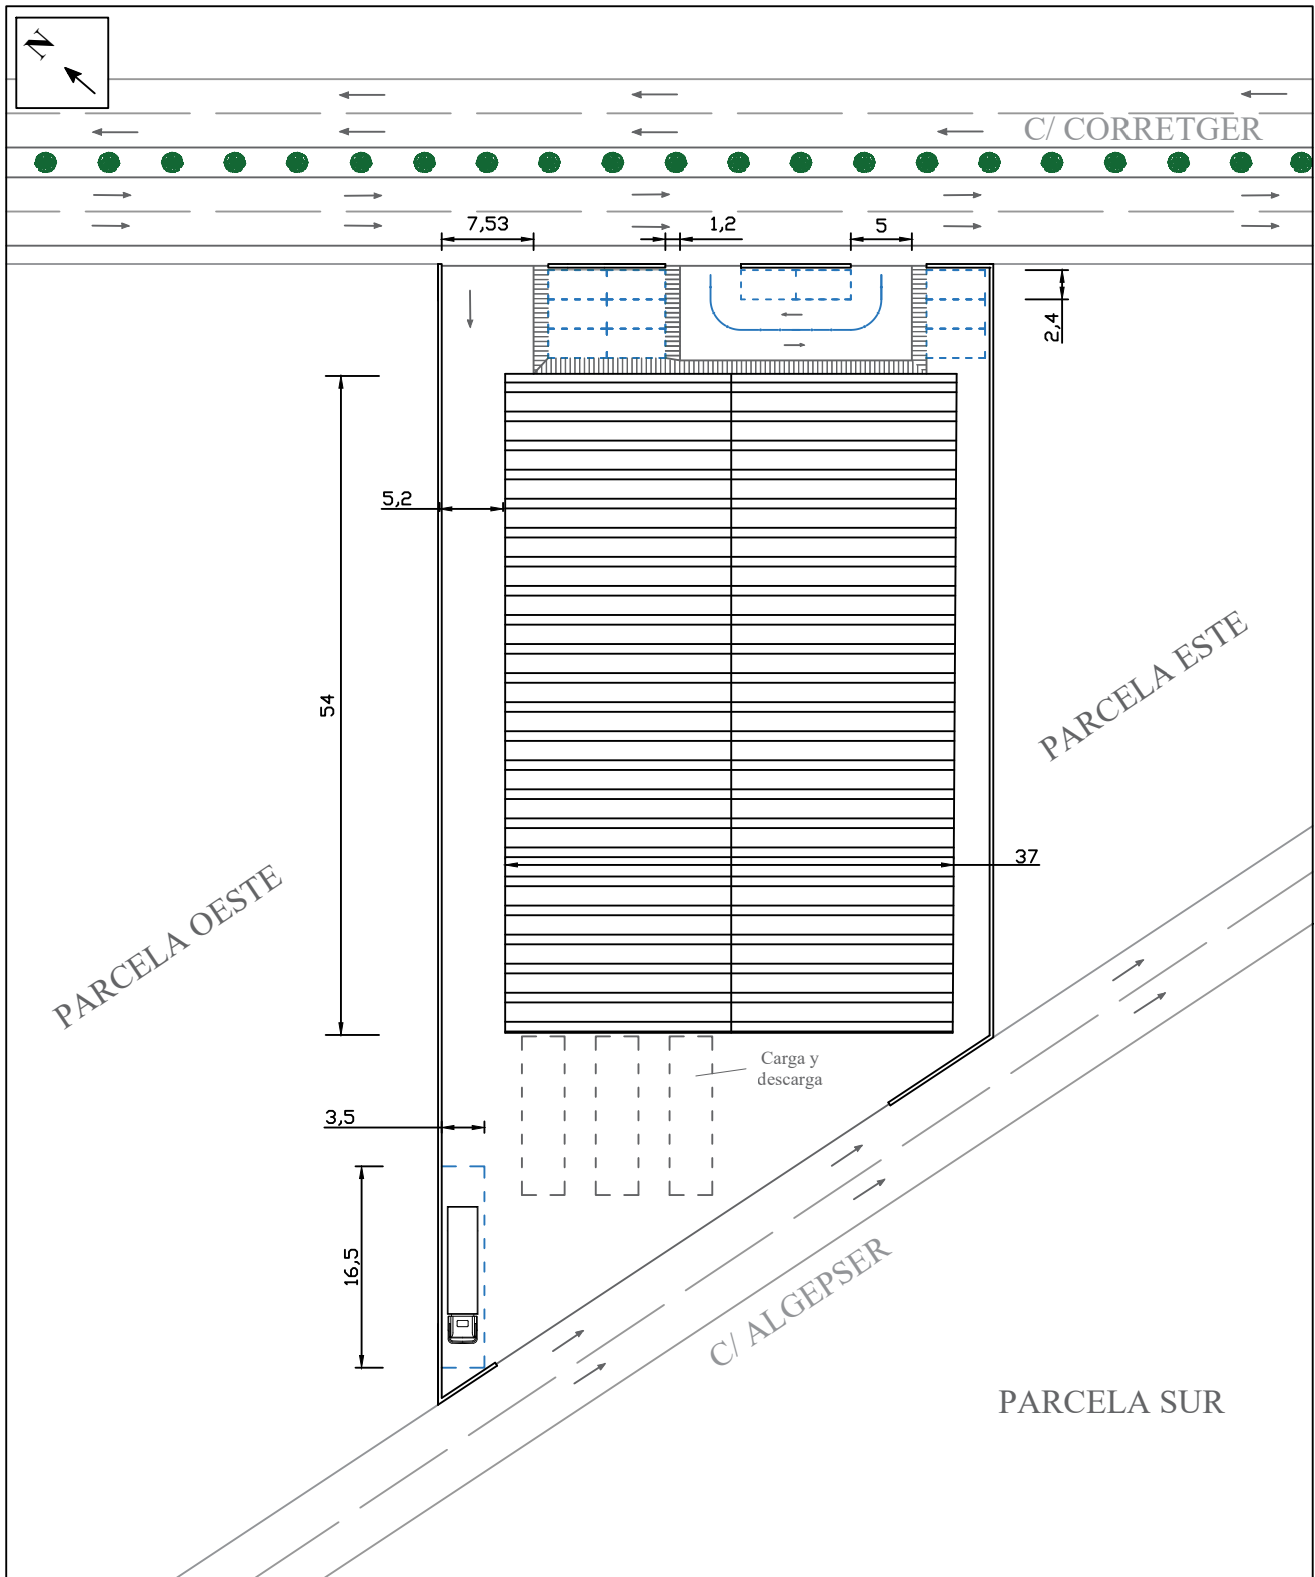 N
C/ CORRETGER
7,53
1,2
5
2,4
5,2
54
PARCELA ESTE
37
PARCELA OESTE
Carga y
descarga
3,5
16,5
C/ ALGEPSER
PARCELA SUR